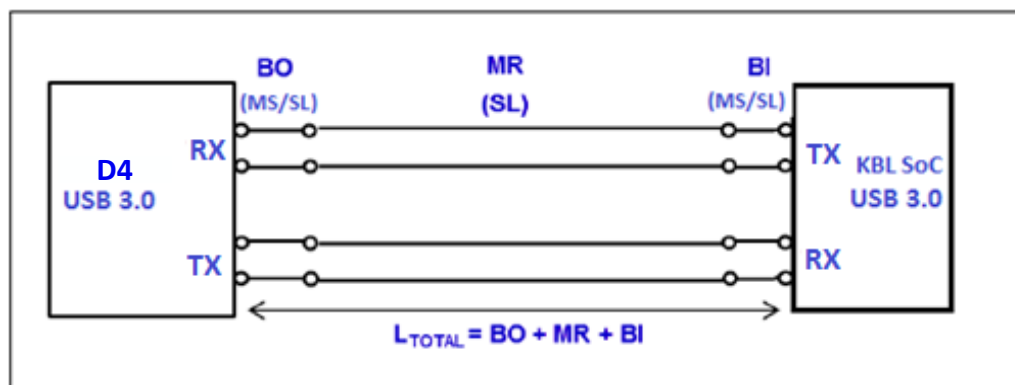 BO
MR
BI
(MS/SL)
(SL)
(MS/SL)
RX
TX
D4
USB 3.0
KBL SoC
USB 3.0
TX
RX
LTOTAL = BO + MR + BI